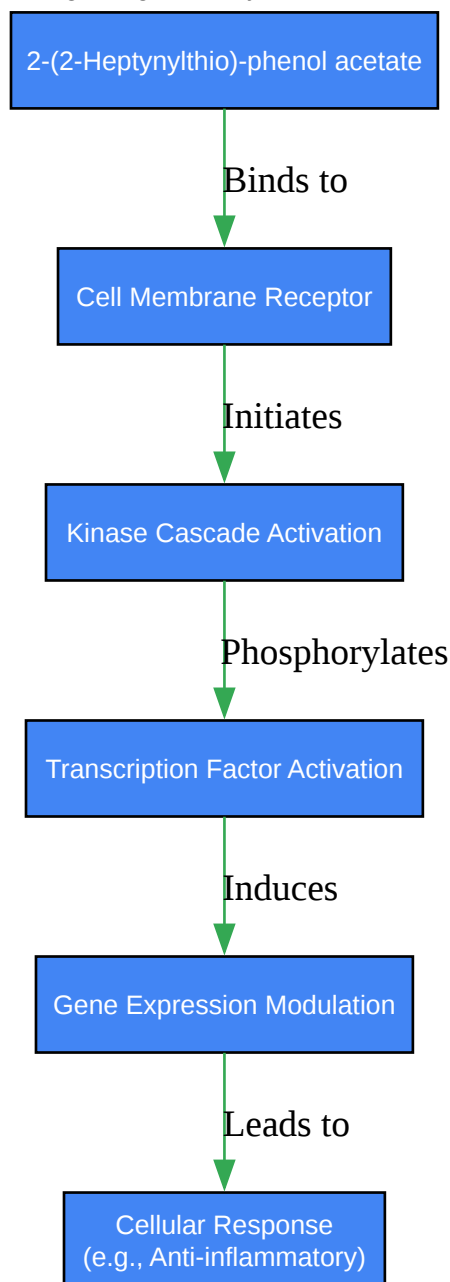 2-(2-Heptynylthio)-phenol acetate
Binds to
Cell Membrane Receptor
Initiates
Kinase Cascade Activation
Phosphorylates
Transcription Factor Activation
Induces
Gene Expression Modulation
Leads to
Cellular Response
(e.g., Anti-inflammatory)